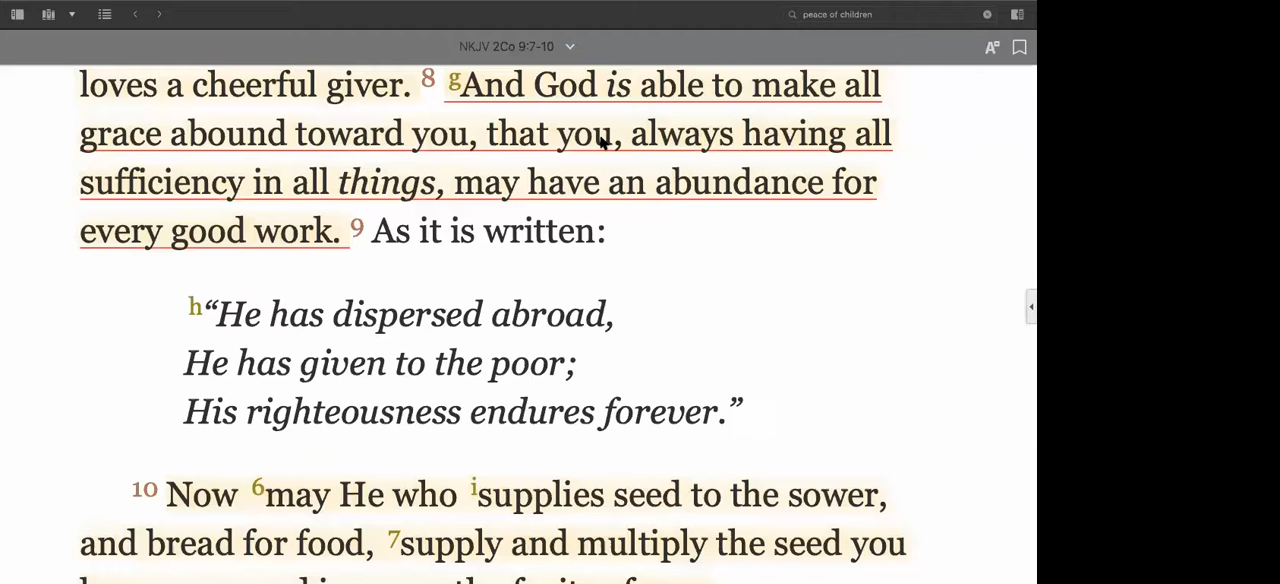 peace of children
NKJV 2Co 9:7-10
loves a cheerful giver. 8 gAnd God is able to make all
grace abound toward you, that you, always having all
sufficiency in all things, may have an abundance for
every good work. 9 As it is written:
h“He has dispersed abroad,
He has given to the poor;
His righteousness endures forever.”
10 Now 6may He who isupplies seed to the sower,
and bread for food, 7supply and multiply the seed you